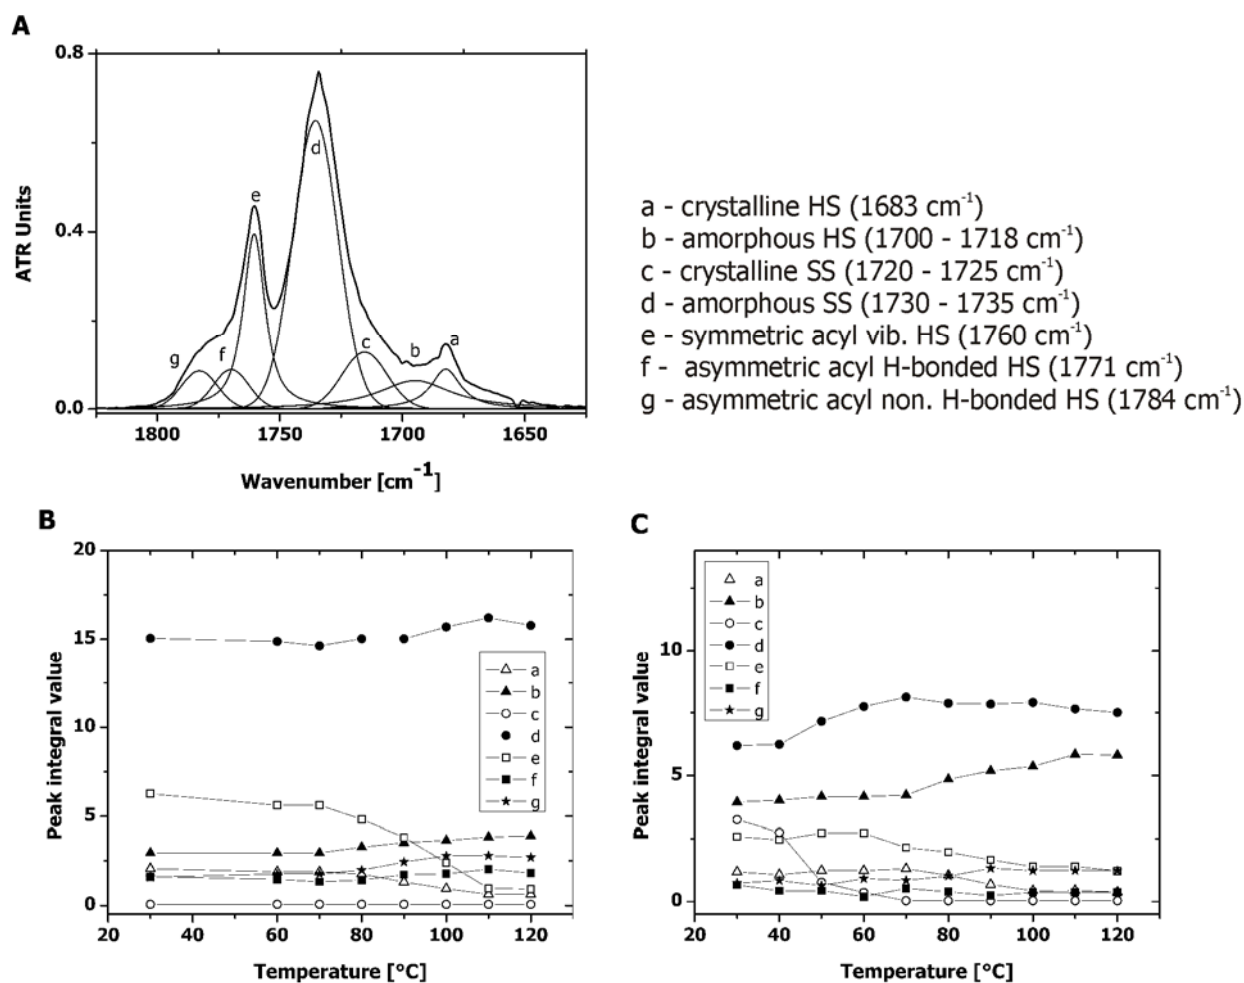 A
0.8
0.4
0.0
ATR Units
g
f
e
d
c
b
a
1800
1750
1700
1650
Wavenumber [cm-1]
a - crystalline HS (1683 cm-1)
b - amorphous HS (1700 - 1718 cm-1)
c - crystalline SS (1720 - 1725 cm-1)
d - amorphous SS (1730 - 1735 cm-1)
e - symmetric acyl vib. HS (1760 cm-1)
f - asymmetric acyl H-bonded HS (1771 cm-1)
g - asymmetric acyl non. H-bonded HS (1784 cm-1)
B
20
15
10
5
0
Peak integral value
a
b
c
d
e
f
g
20 40 60 80 100 120
Temperature [°C]
C
10
5
0
Peak integral value
a
b
c
d
e
f
g
20 40 60 80 100 120
Temperature [°C]